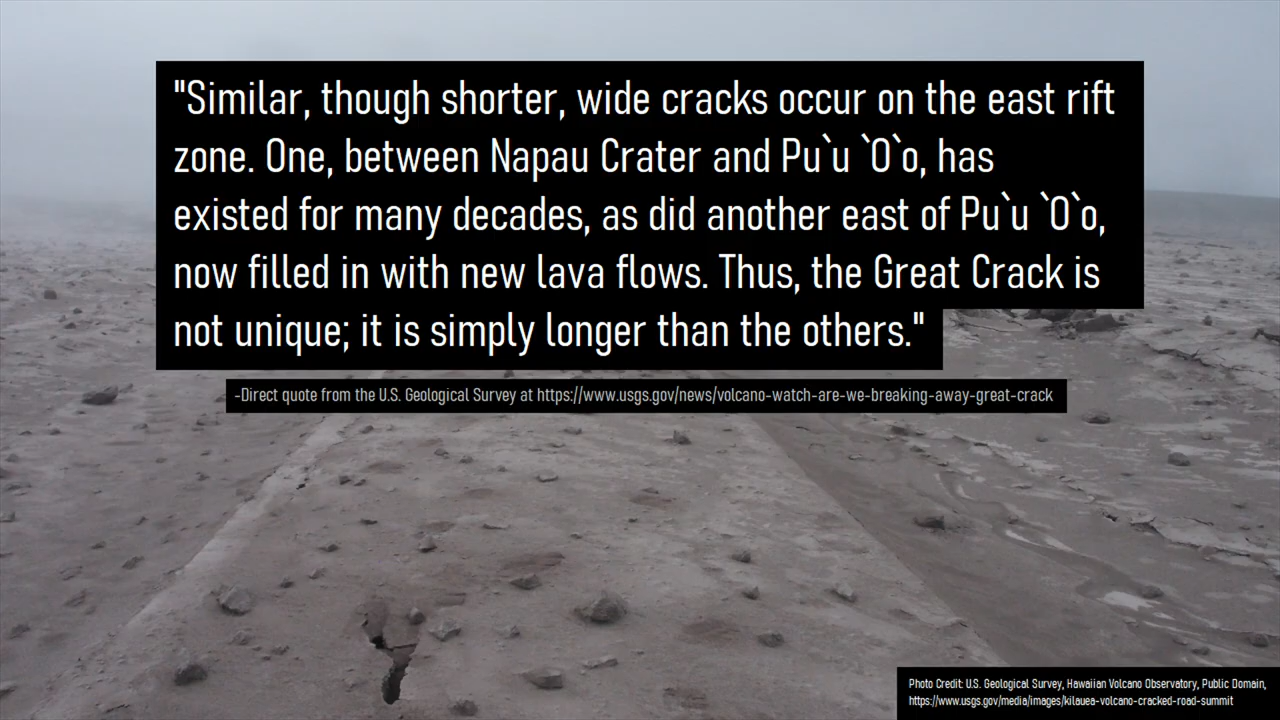 "Similar, though shorter, wide cracks occur on the east rift
zone. One, between Napau Crater and Pu`u `O`o, has
existed for many decades, as did another east of Pu`u `O`o,
now filled in with new lava flows. Thus, the Great Crack is
not unique; it is simply longer than the others."
-Direct quote from the U.S. Geological Survey at https://www.usgs.gov/news/volcano-watch-are-we-breaking-away-great-crack
Photo Credit: U.S. Geological Survey, Hawaiian Volcano Observatory, Public Domain,
https://www.usgs.gov/media/images/kilauea-volcano-cracked-road-summit